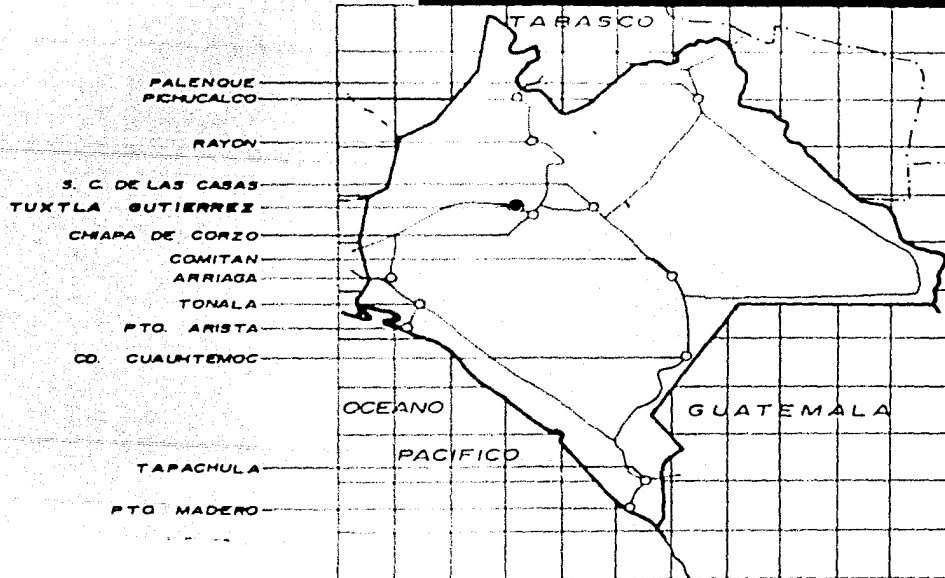 TABASCO
PALENQUE
PICHUCALCO
RAYON
S. C. DE LAS CASAS
TUXTLA GUTIERREZ
CHIAPA DE CORZO
COMITAN
ARRIAGA
TONALA
PTO. ARISTA
CD. CUAUHTEMOC
OCEANO
GUATEMALA
PACIFICO
TAPACHULA
PTO MADERO